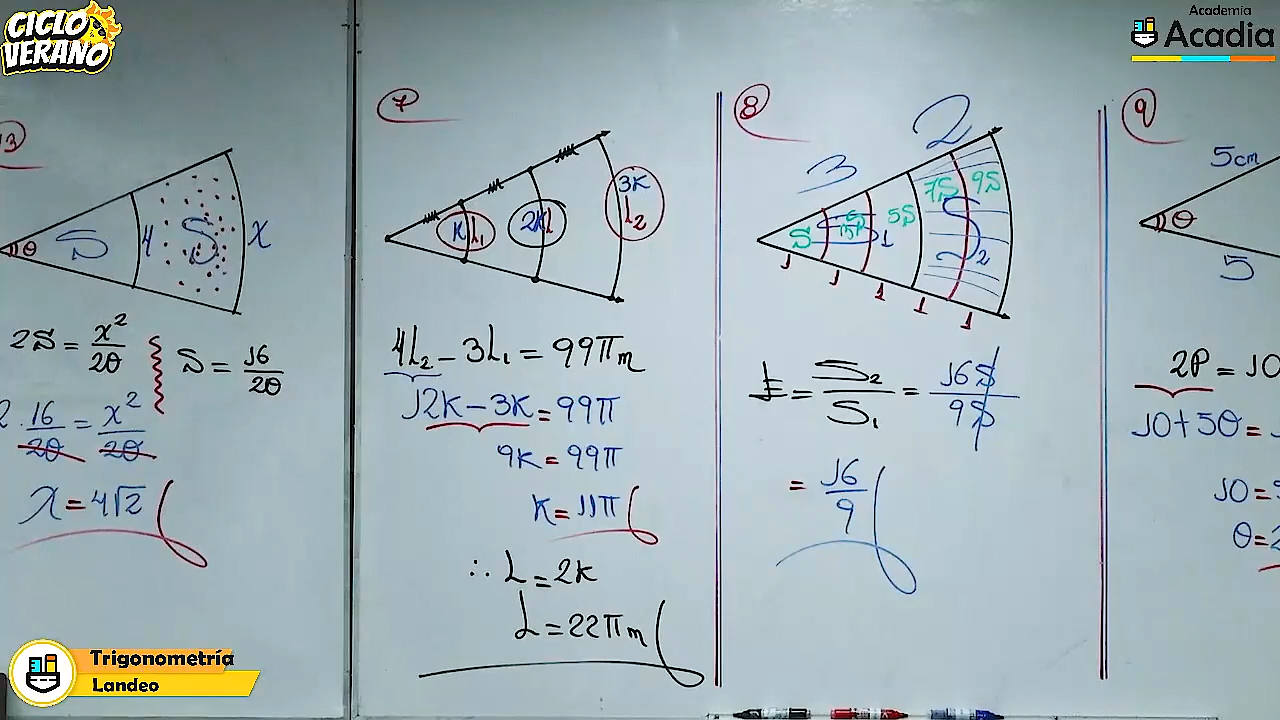 CICLO
VERANO
Academia
Acadia
13
θ
S
4
S
x
2S = x²/2θ
S = 16/2θ
2 · 16/2θ = x²/2θ
x = 4√2
7
K L₁
2K L
3K
L₂
4L₂ - 3L₁ = 99πm
12K - 3K = 99π
9K = 99π
K = 11π
∴ L = 2K
L = 22πm
8
3
2
S
5S
7S
9S
S₂
1
1
1
1
1
E = S₂/S₁ = 16S/9S
= 16/9
9
5cm
θ
5
2P = 10
10 + 5θ =
10 =
θ = 2
Trigonometría
Landeo